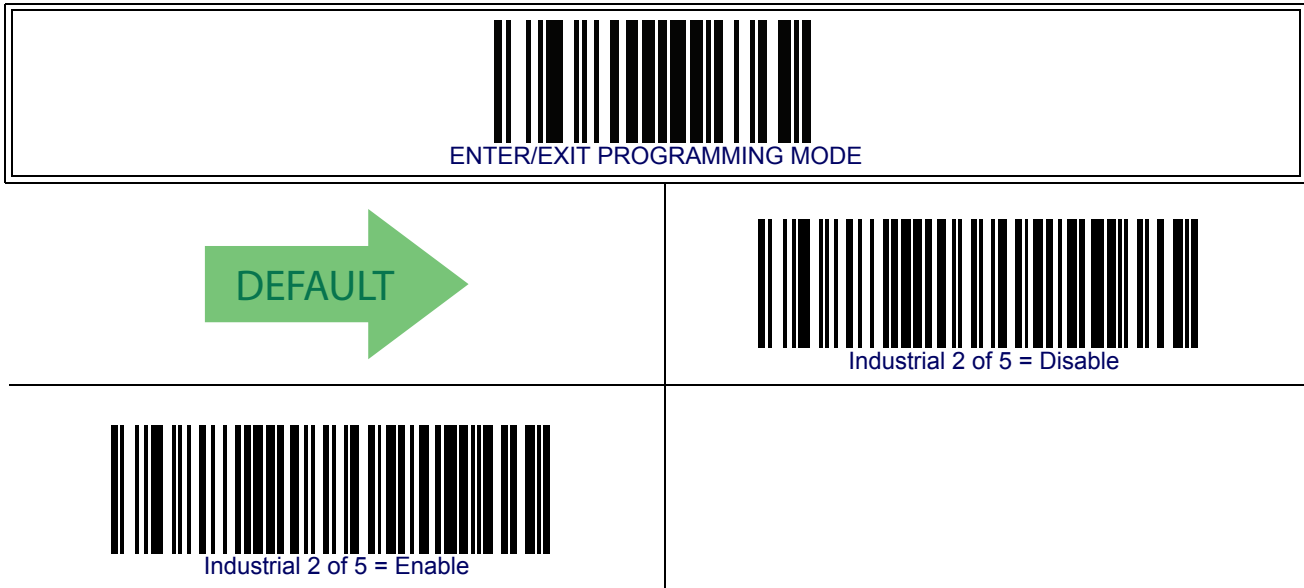 ENTER/EXIT PROGRAMMING MODE
DEFAULT
Industrial 2 of 5 = Disable
Industrial 2 of 5 = Enable